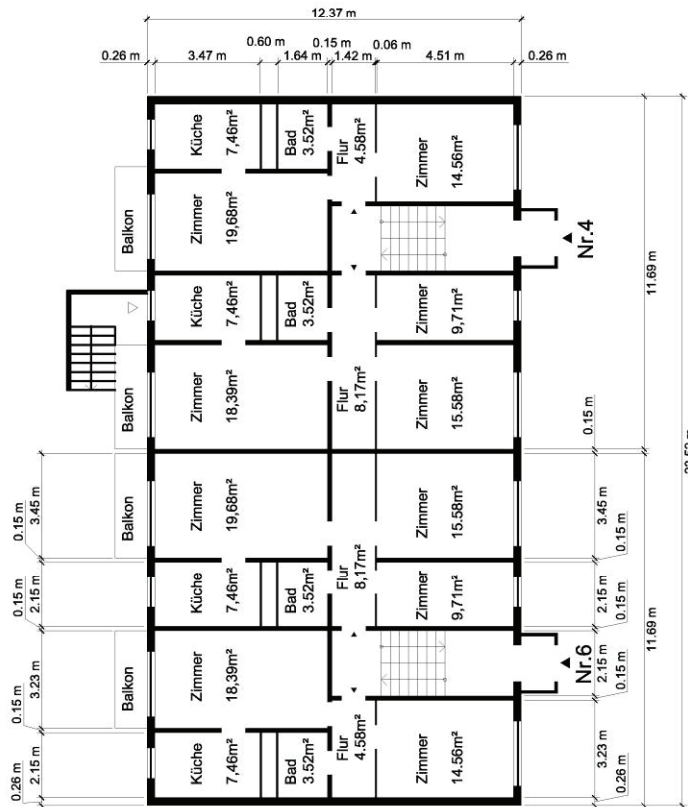 12.37 m
0.60 m
0.15 m
0.06 m
0.26 m
3.47 m
1.64 m
1.42 m
4.51 m
0.26 m
Küche
7,46m²
Bad
3.52m²
Flur
4.58m²
Zimmer
14.56m²
Balkon
Zimmer
19,68m²
Nr.4
11.69 m
Küche
7,46m²
Bad
3.52m²
Zimmer
9,71m²
Balkon
Zimmer
18,39m²
Flur
8,17m²
Zimmer
15.58m²
0.15 m
0.15 m
3.45 m
Balkon
Zimmer
19,68m²
Zimmer
15.58m²
3.45 m
0.15 m
0.15 m
2.15 m
Küche
7,46m²
Bad
3.52m²
Flur
8,17m²
Zimmer
9,71m²
2.15 m
0.15 m
11.69 m
0.15 m
3.23 m
Balkon
Zimmer
18,39m²
Nr.6
2.15 m
0.15 m
0.26 m
2.15 m
Küche
7,46m²
Bad
3.52m²
Flur
4.58m²
Zimmer
14.56m²
3.23 m
0.26 m